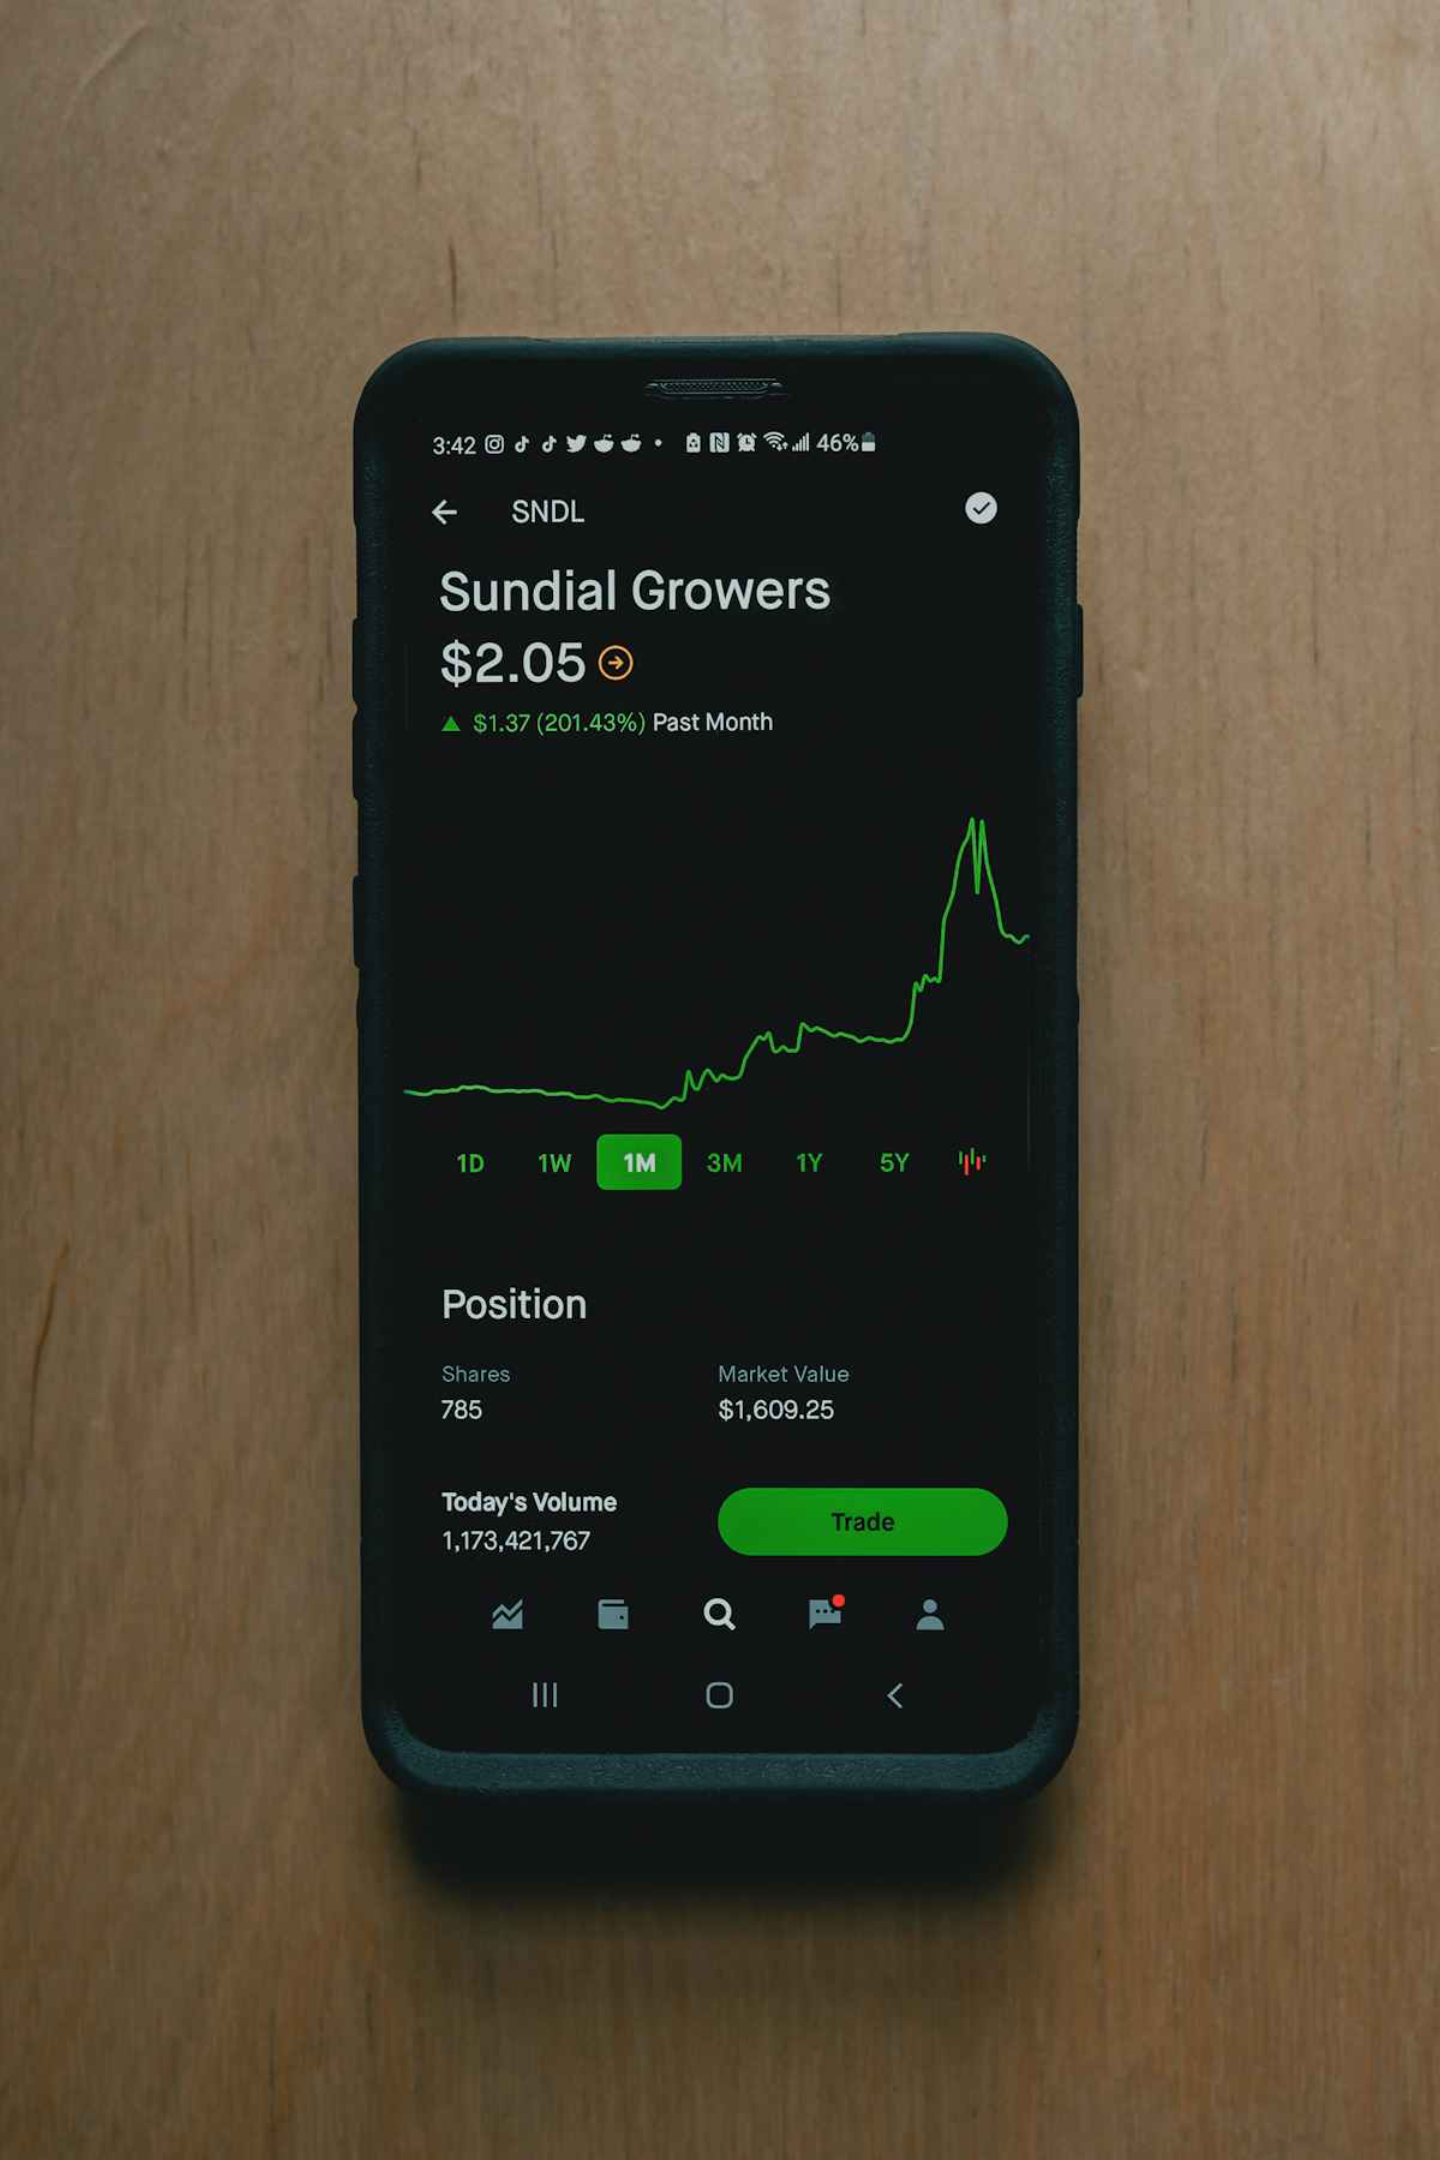 3:42 46%
SNDL
Sundial Growers
$2.05
$1.37 (201.43%) Past Month
1D 1W 1M 3M 1Y 5Y
Position
Shares Market Value
785 $1,609.25
Today's Volume
1,173,421,767
Trade